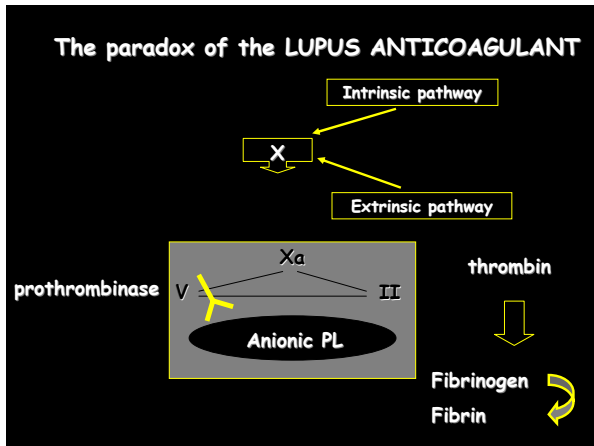 The paradox of the LUPUS ANTICOAGULANT
Intrinsic pathway
X
Extrinsic pathway
Xa
thrombin
prothrombinase
V
II
Anionic PL
Fibrinogen
Fibrin